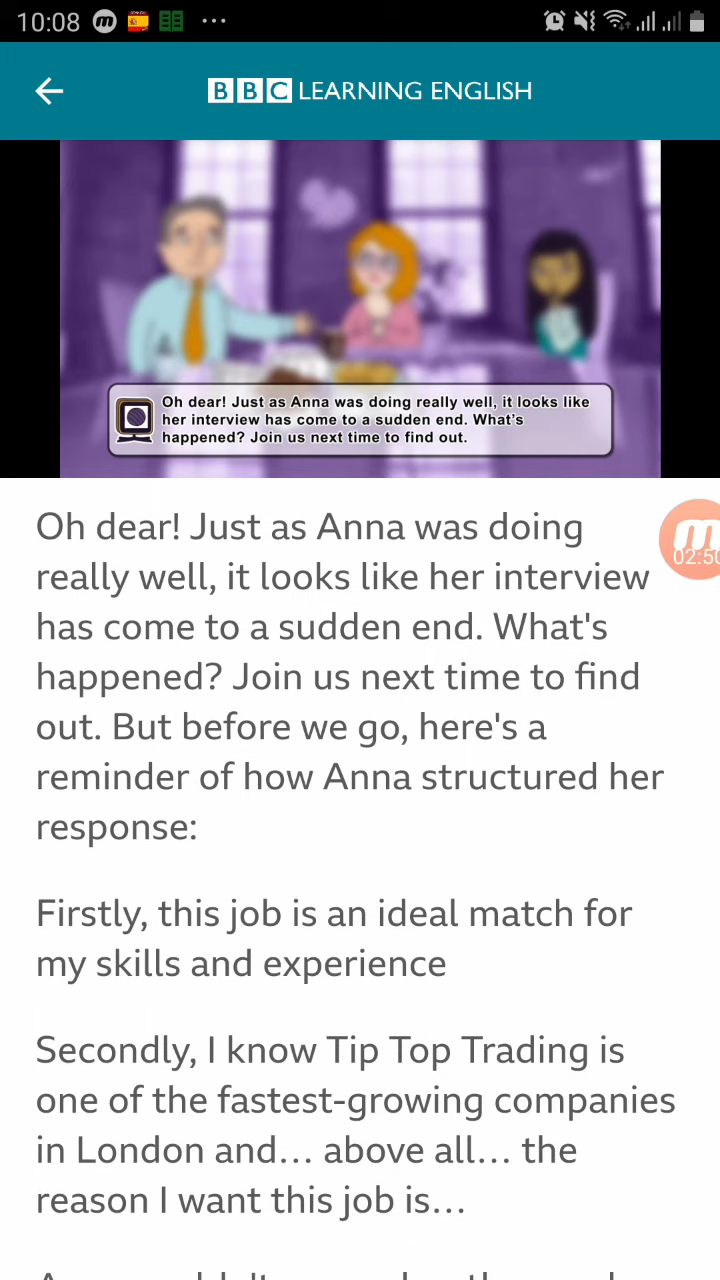 10:08
BBC LEARNING ENGLISH
Oh dear! Just as Anna was doing really well, it looks like
her interview has come to a sudden end. What's
happened? Join us next time to find out.
Oh dear! Just as Anna was doing
really well, it looks like her interview
has come to a sudden end. What's
happened? Join us next time to find
out. But before we go, here's a
reminder of how Anna structured her
response:
02:50
Firstly, this job is an ideal match for
my skills and experience
Secondly, I know Tip Top Trading is
one of the fastest-growing companies
in London and... above all... the
reason I want this job is...